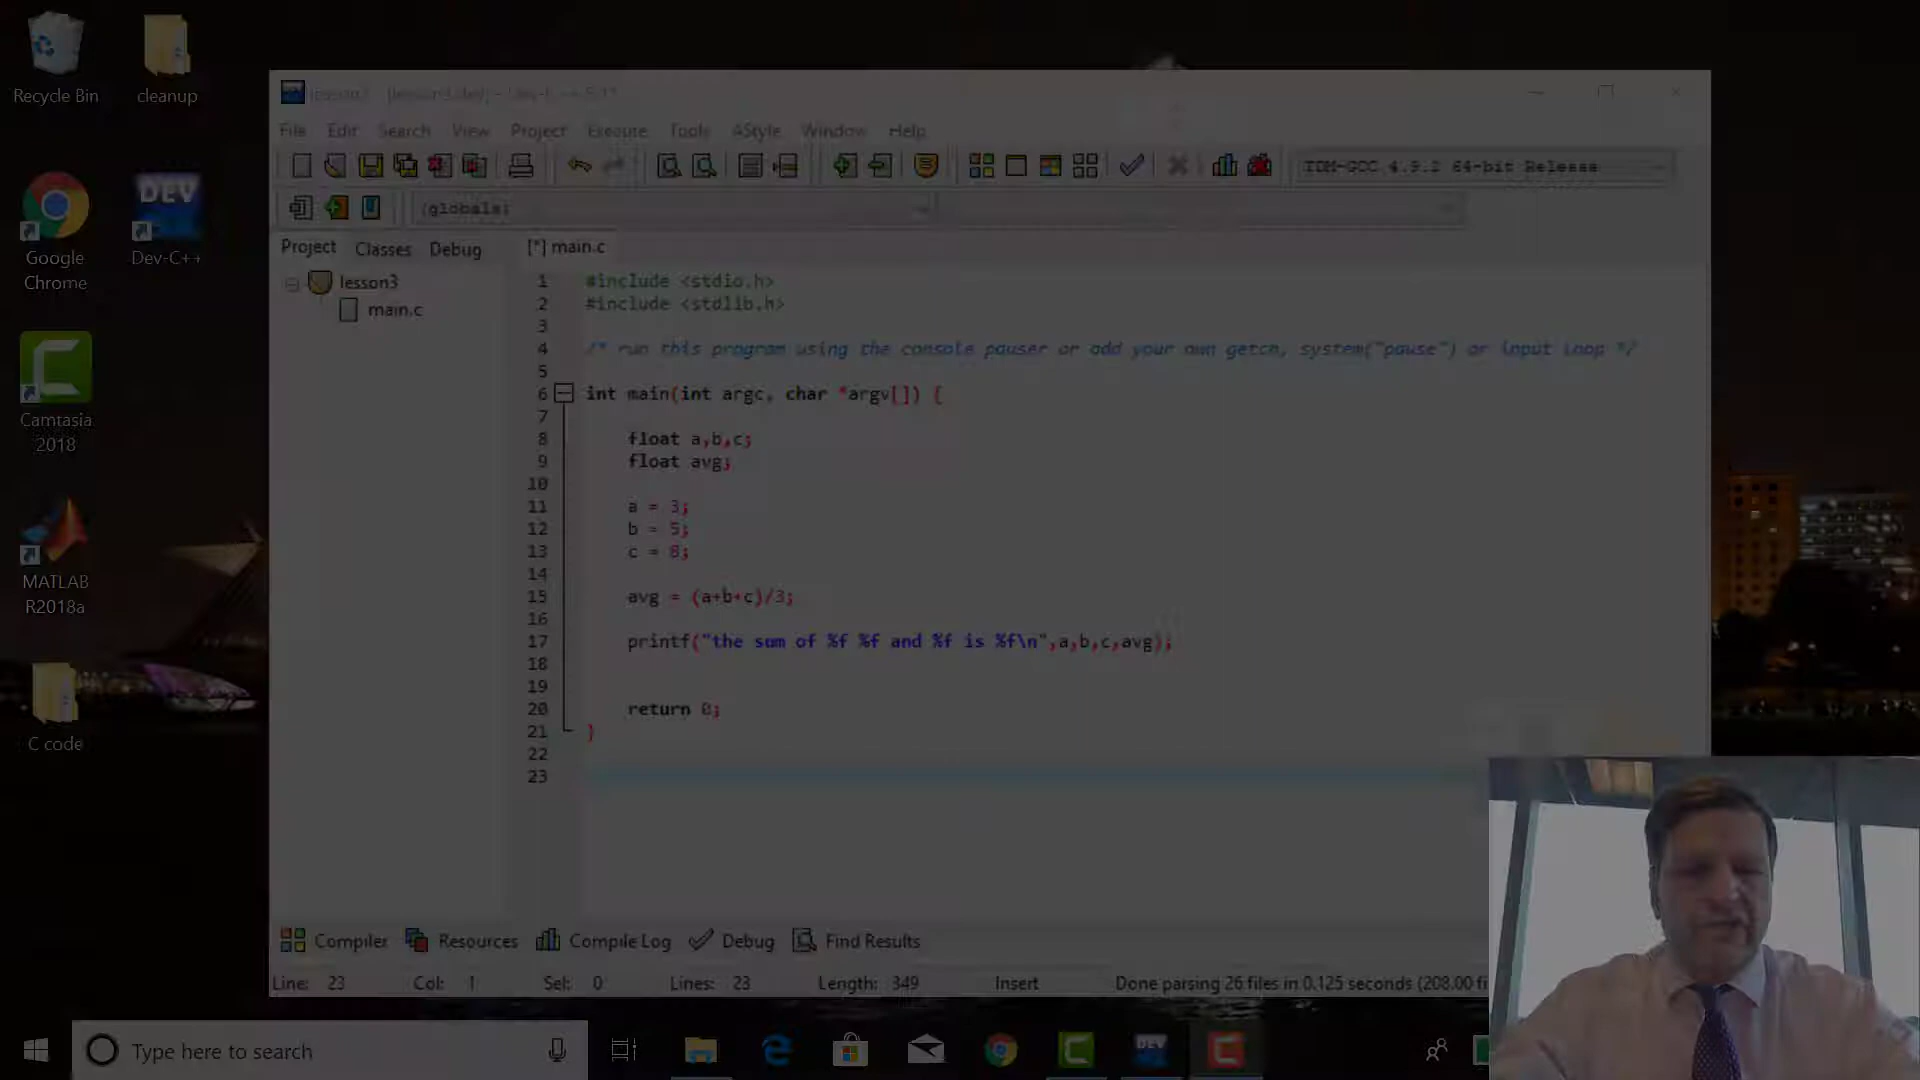 Recycle Bin
cleanup
Google
Chrome
Dev-C++
Camtasia
2018
MATLAB
R2018a
C code
lesson3
File Edit Search View Project Execute Tools AStyle Window Help
TDM-GCC 4.9.2 64-bit Release
(globals)
Project Classes Debug
[*] main.c
lesson3
main.c
1 #include <stdio.h>
2 #include <stdlib.h>
3
4 /* run this program using the console pauser or add your own getch, system("pause") or input loop */
5
6 int main(int argc, char *argv[]) {
7
8 float a,b,c;
9 float avg;
10
11 a = 3;
12 b = 5;
13 c = 8;
14
15 avg = (a+b+c)/3;
16
17 printf("the sum of %f %f and %f is %f\n",a,b,c,avg);
18
19
20 return 0;
21 }
22
23
Compiler Resources Compile Log Debug Find Results
Line: 23 Col: 1 Sel: 0 Lines: 23 Length: 349 Insert Done parsing 26 files in 0.125 seconds (208.00 fi
Type here to search
DEV